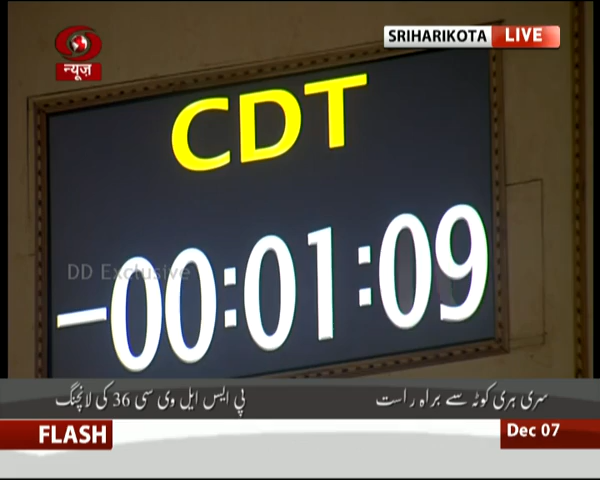 SRIHARIKOTA LIVE
न्यूज़
CDT
-00:01:09
DD Exclusive
سری ہری کوٹہ سے براہ راست پی ایس ایل وی سی 36 کی لانچنگ
FLASH
Dec 07